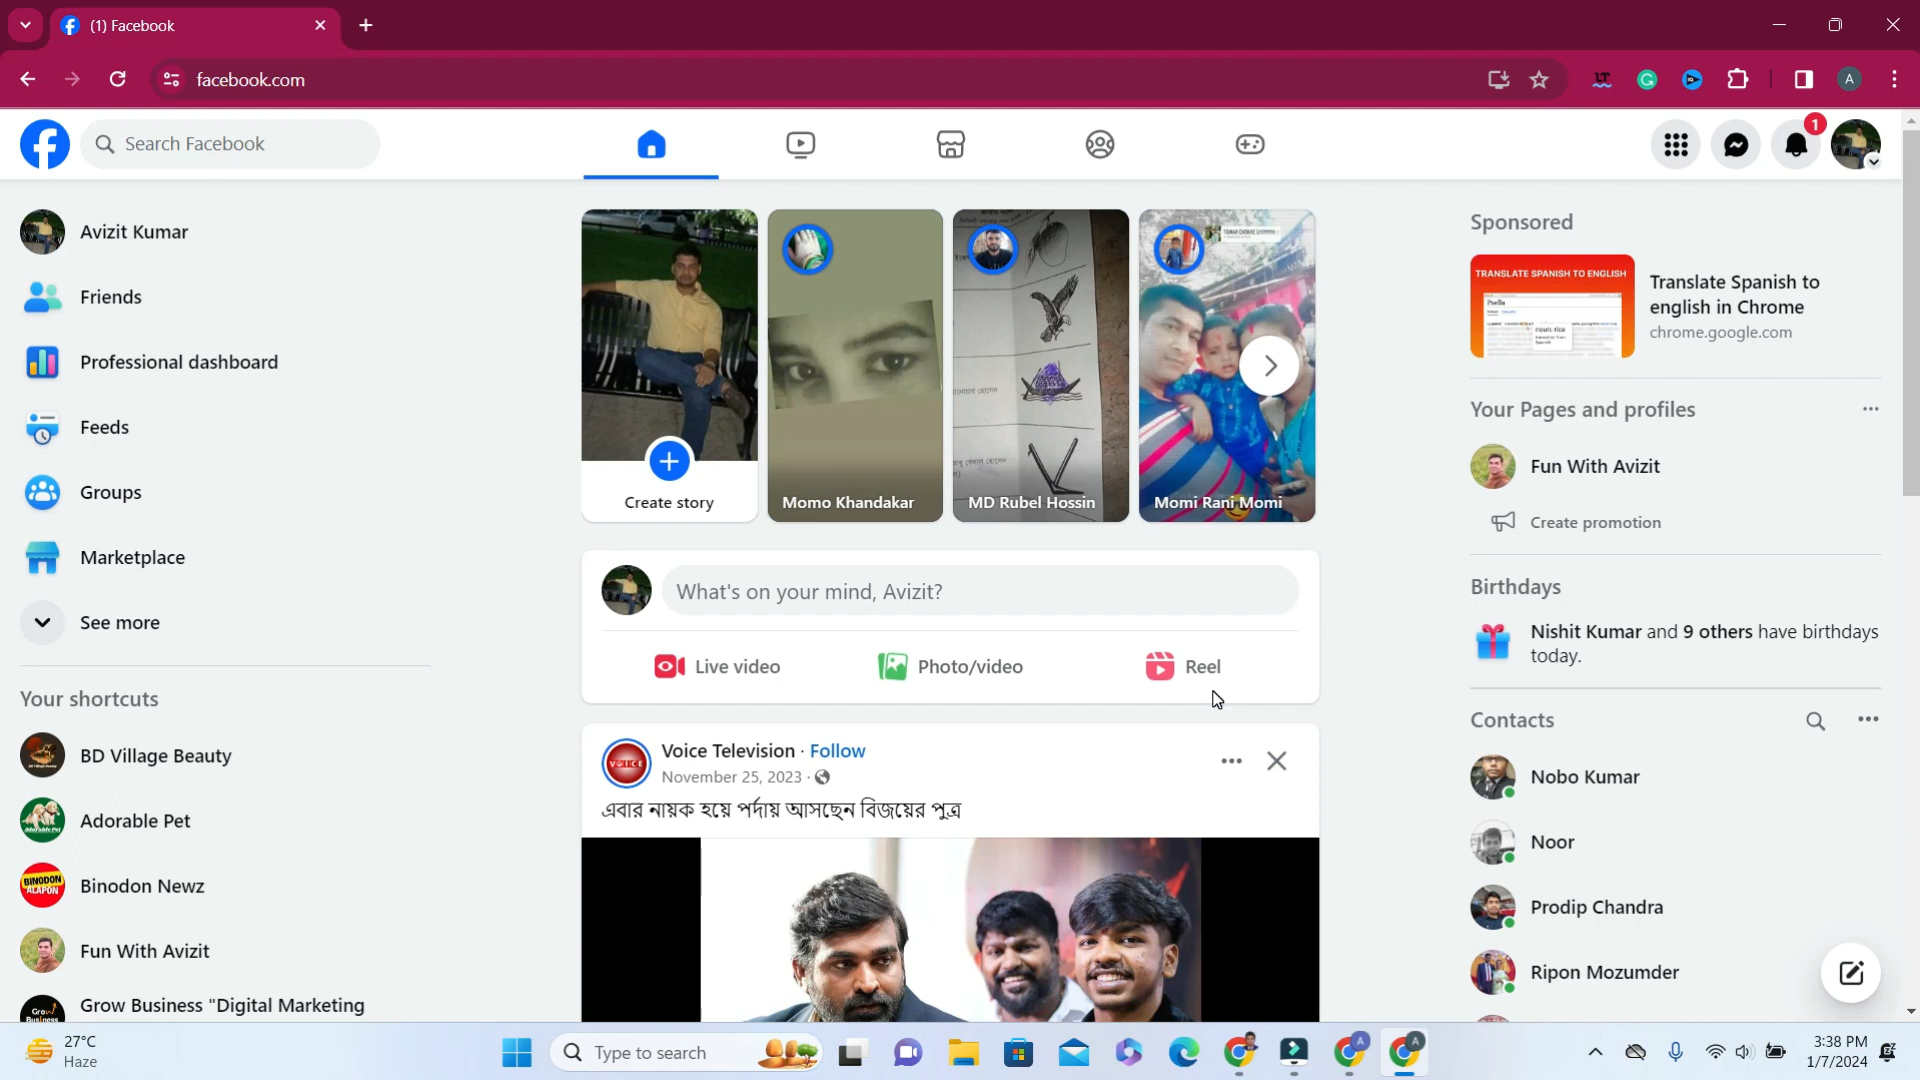 (1) Facebook
facebook.com
A
Search Facebook
1
Avizit Kumar
Friends
Professional dashboard
Feeds
Groups
Marketplace
See more
Your shortcuts
BD Village Beauty
Adorable Pet
BINODON
ALAPON
Binodon Newz
Fun With Avizit
Grow
Business
Grow Business "Digital Marketing
Create story
Momo Khandakar
MD Rubel Hossin
Momi Rani Momi
What's on your mind, Avizit?
Live video
Photo/video
Reel
VOICE
Voice Television · Follow
November 25, 2023 ·
এবার নায়ক হয়ে পর্দায় আসছেন বিজয়ের পুত্র
Sponsored
TRANSLATE SPANISH TO ENGLISH
Translate Spanish to
english in Chrome
chrome.google.com
Your Pages and profiles
Fun With Avizit
Create promotion
Birthdays
Nishit Kumar and 9 others have birthdays
today.
Contacts
Nobo Kumar
Noor
Prodip Chandra
Ripon Mozumder
27°C
Haze
Type to search
A
A
3:38 PM
1/7/2024